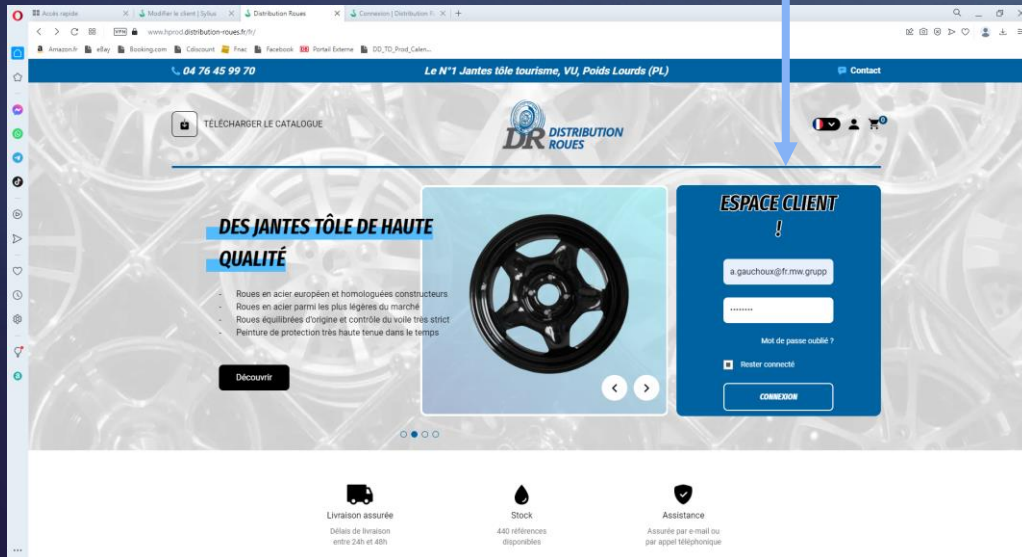 Accès rapide
Modifier le client | Sylius
Distribution Roues
Connexion | Distribution R
VPN
www.hprod.distribution-roues.fr/fr/
Amazon.fr
eBay
Booking.com
Cdiscount
Fnac
Facebook
Portail Externe
DD_TD_Prod_Calen...
04 76 45 99 70
Le N°1 Jantes tôle tourisme, VU, Poids Lourds (PL)
Contact
TÉLÉCHARGER LE CATALOGUE
DR DISTRIBUTION
ROUES
0
DES JANTES TÔLE DE HAUTE
QUALITÉ
- Roues en acier européen et homologuées constructeurs
- Roues en acier parmi les plus légères du marché
- Roues équilibrées d'origine et contrôle du voile très strict
- Peinture de protection très haute tenue dans le temps
Découvrir
ESPACE CLIENT
!
a.gauchoux@fr.mw.grupp
........
Mot de passe oublié ?
Rester connecté
CONNEXION
Livraison assurée
Délais de livraison
entre 24h et 48h
Stock
440 références
disponibles
Assistance
Assurée par e-mail ou
par appel téléphonique